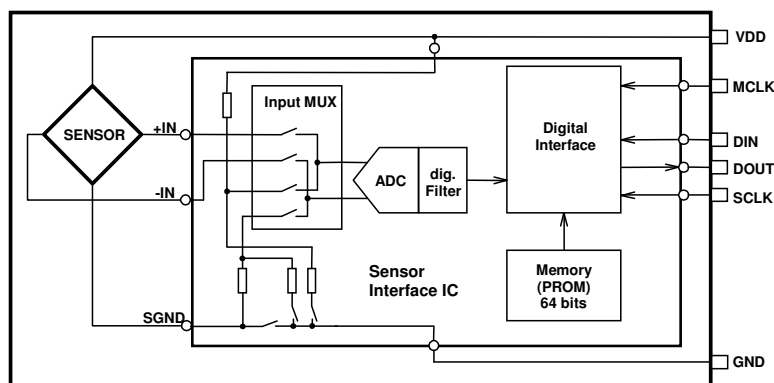 VDD
Input MUX
MCLK
SENSOR
+IN
Digital
Interface
DIN
DOUT
ADC
dig.
Filter
-IN
SCLK
Sensor
Interface IC
Memory
(PROM)
64 bits
SGND
GND